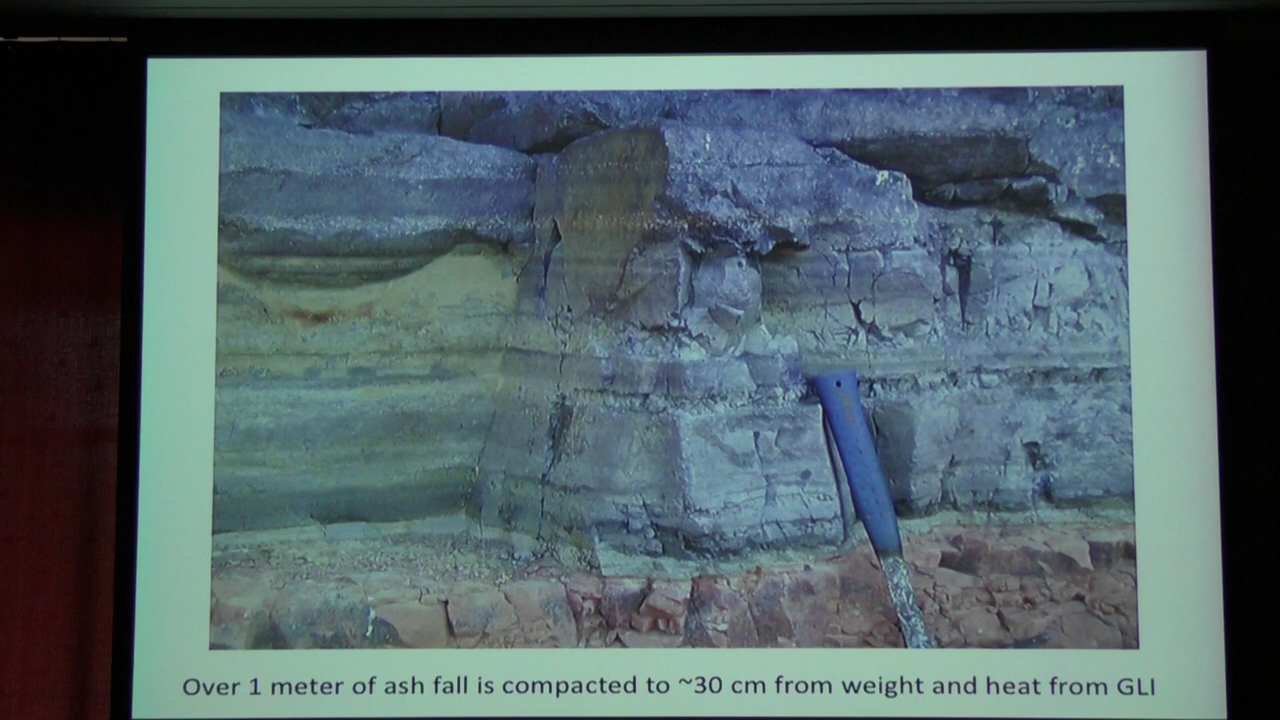 Over 1 meter of ash fall is compacted to ~30 cm from weight and heat from GLI